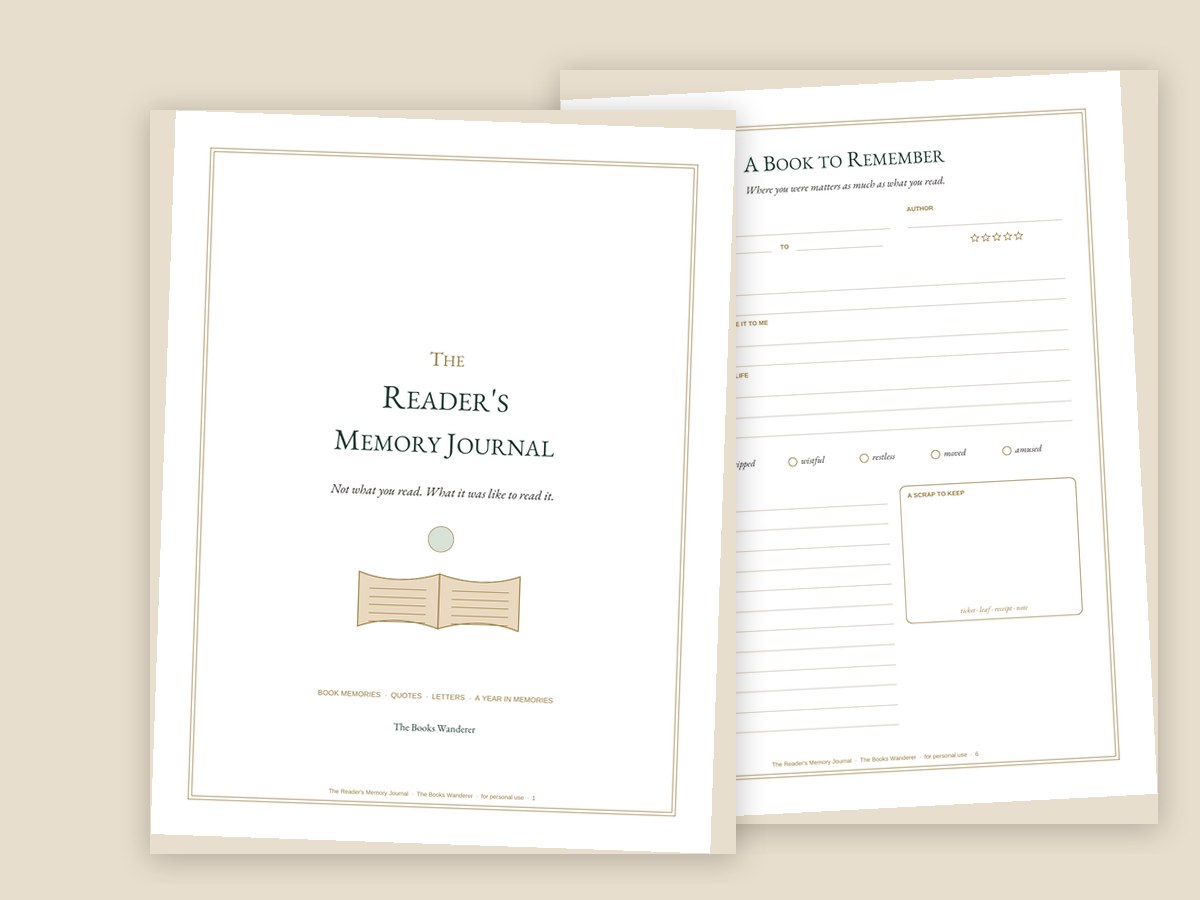 THE
READER'S
MEMORY JOURNAL
Not what you read. What it was like to read it.
BOOK MEMORIES · QUOTES · LETTERS · A YEAR IN MEMORIES
The Books Wanderer
The Reader's Memory Journal · The Books Wanderer · for personal use · 1
A BOOK TO REMEMBER
Where you were matters as much as what you read.
AUTHOR
TO
IT TO ME
LIFE
wistful
restless
moved
amused
A SCRAP TO KEEP
ticket · leaf · receipt · note
The Reader's Memory Journal · The Books Wanderer · for personal use · 6